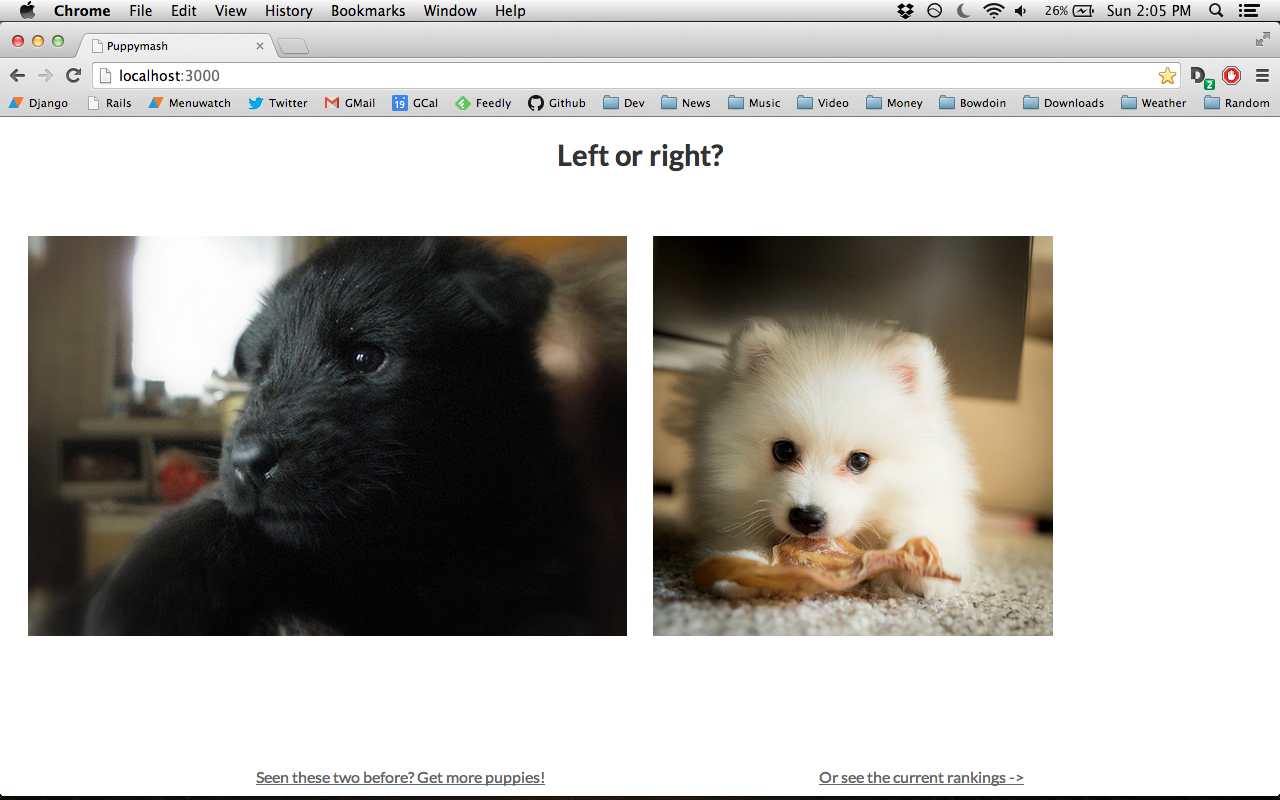 Chrome File Edit View History Bookmarks Window Help 26% Sun 2:05 PM
Puppymash
localhost:3000
2
Django Rails Menuwatch Twitter GMail 19 GCal Feedly Github Dev News Music Video Money Bowdoin Downloads Weather Random
Left or right?
Seen these two before? Get more puppies! Or see the current rankings ->